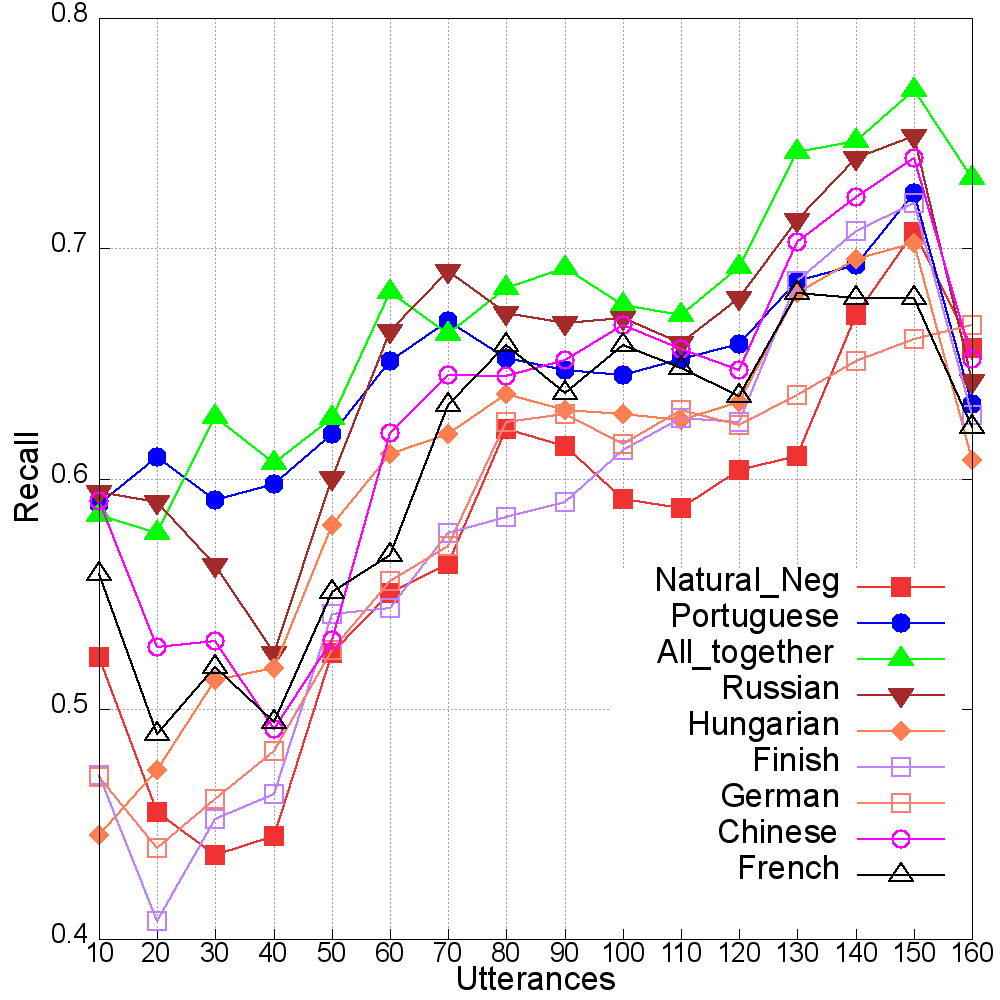 0.8
0.7
0.6
0.5
0.4
Recall
Natural_Neg
Portuguese
All_together
Russian
Hungarian
Finish
German
Chinese
French
10 20 30 40 50 60 70 80 90 100 110 120 130 140 150 160
Utterances